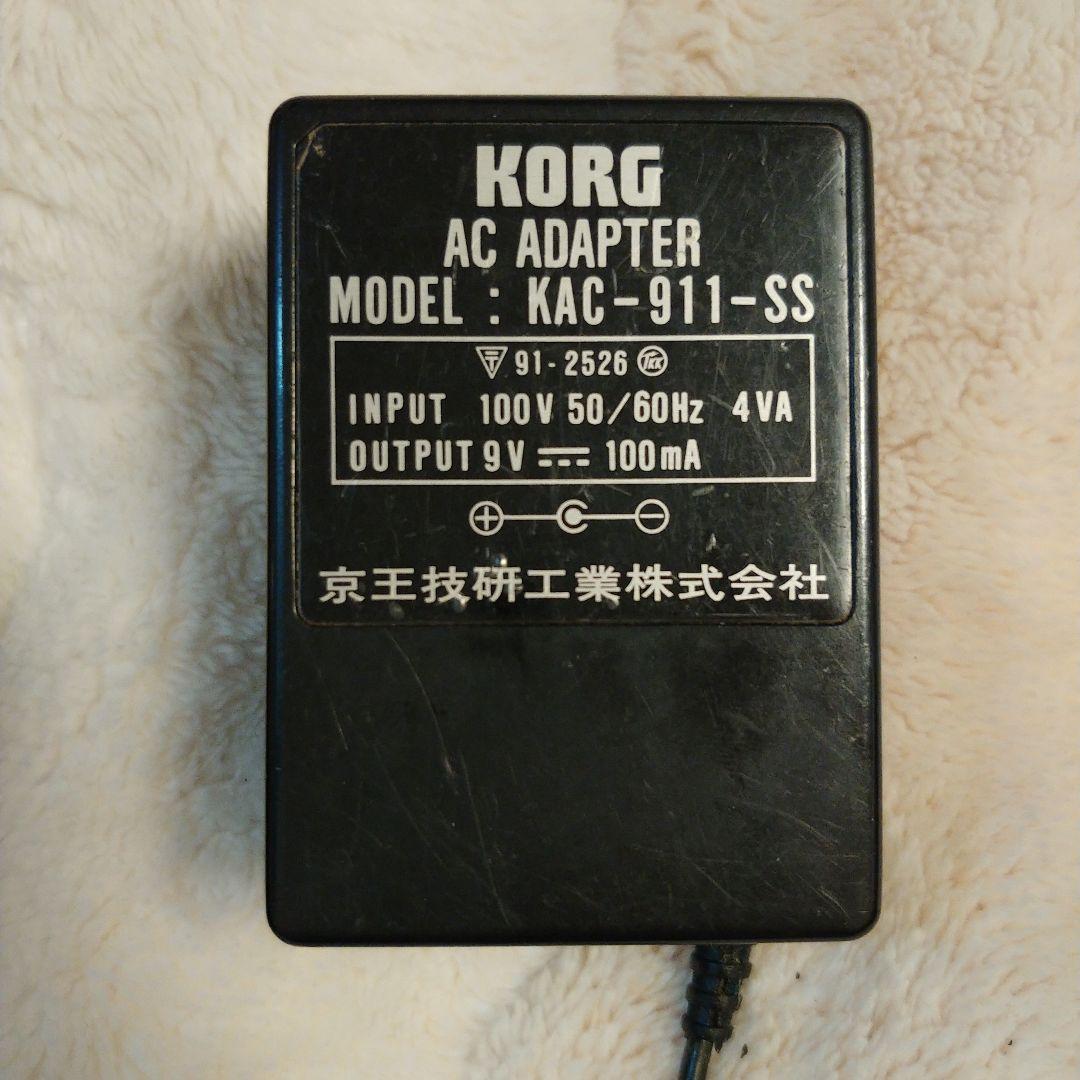 KORG
AC ADAPTER
MODEL : KAC-911-SS
T 91-2526 TKK
INPUT 100V 50/60Hz 4VA
OUTPUT 9V ⎓ 100mA
京王技研工業株式会社